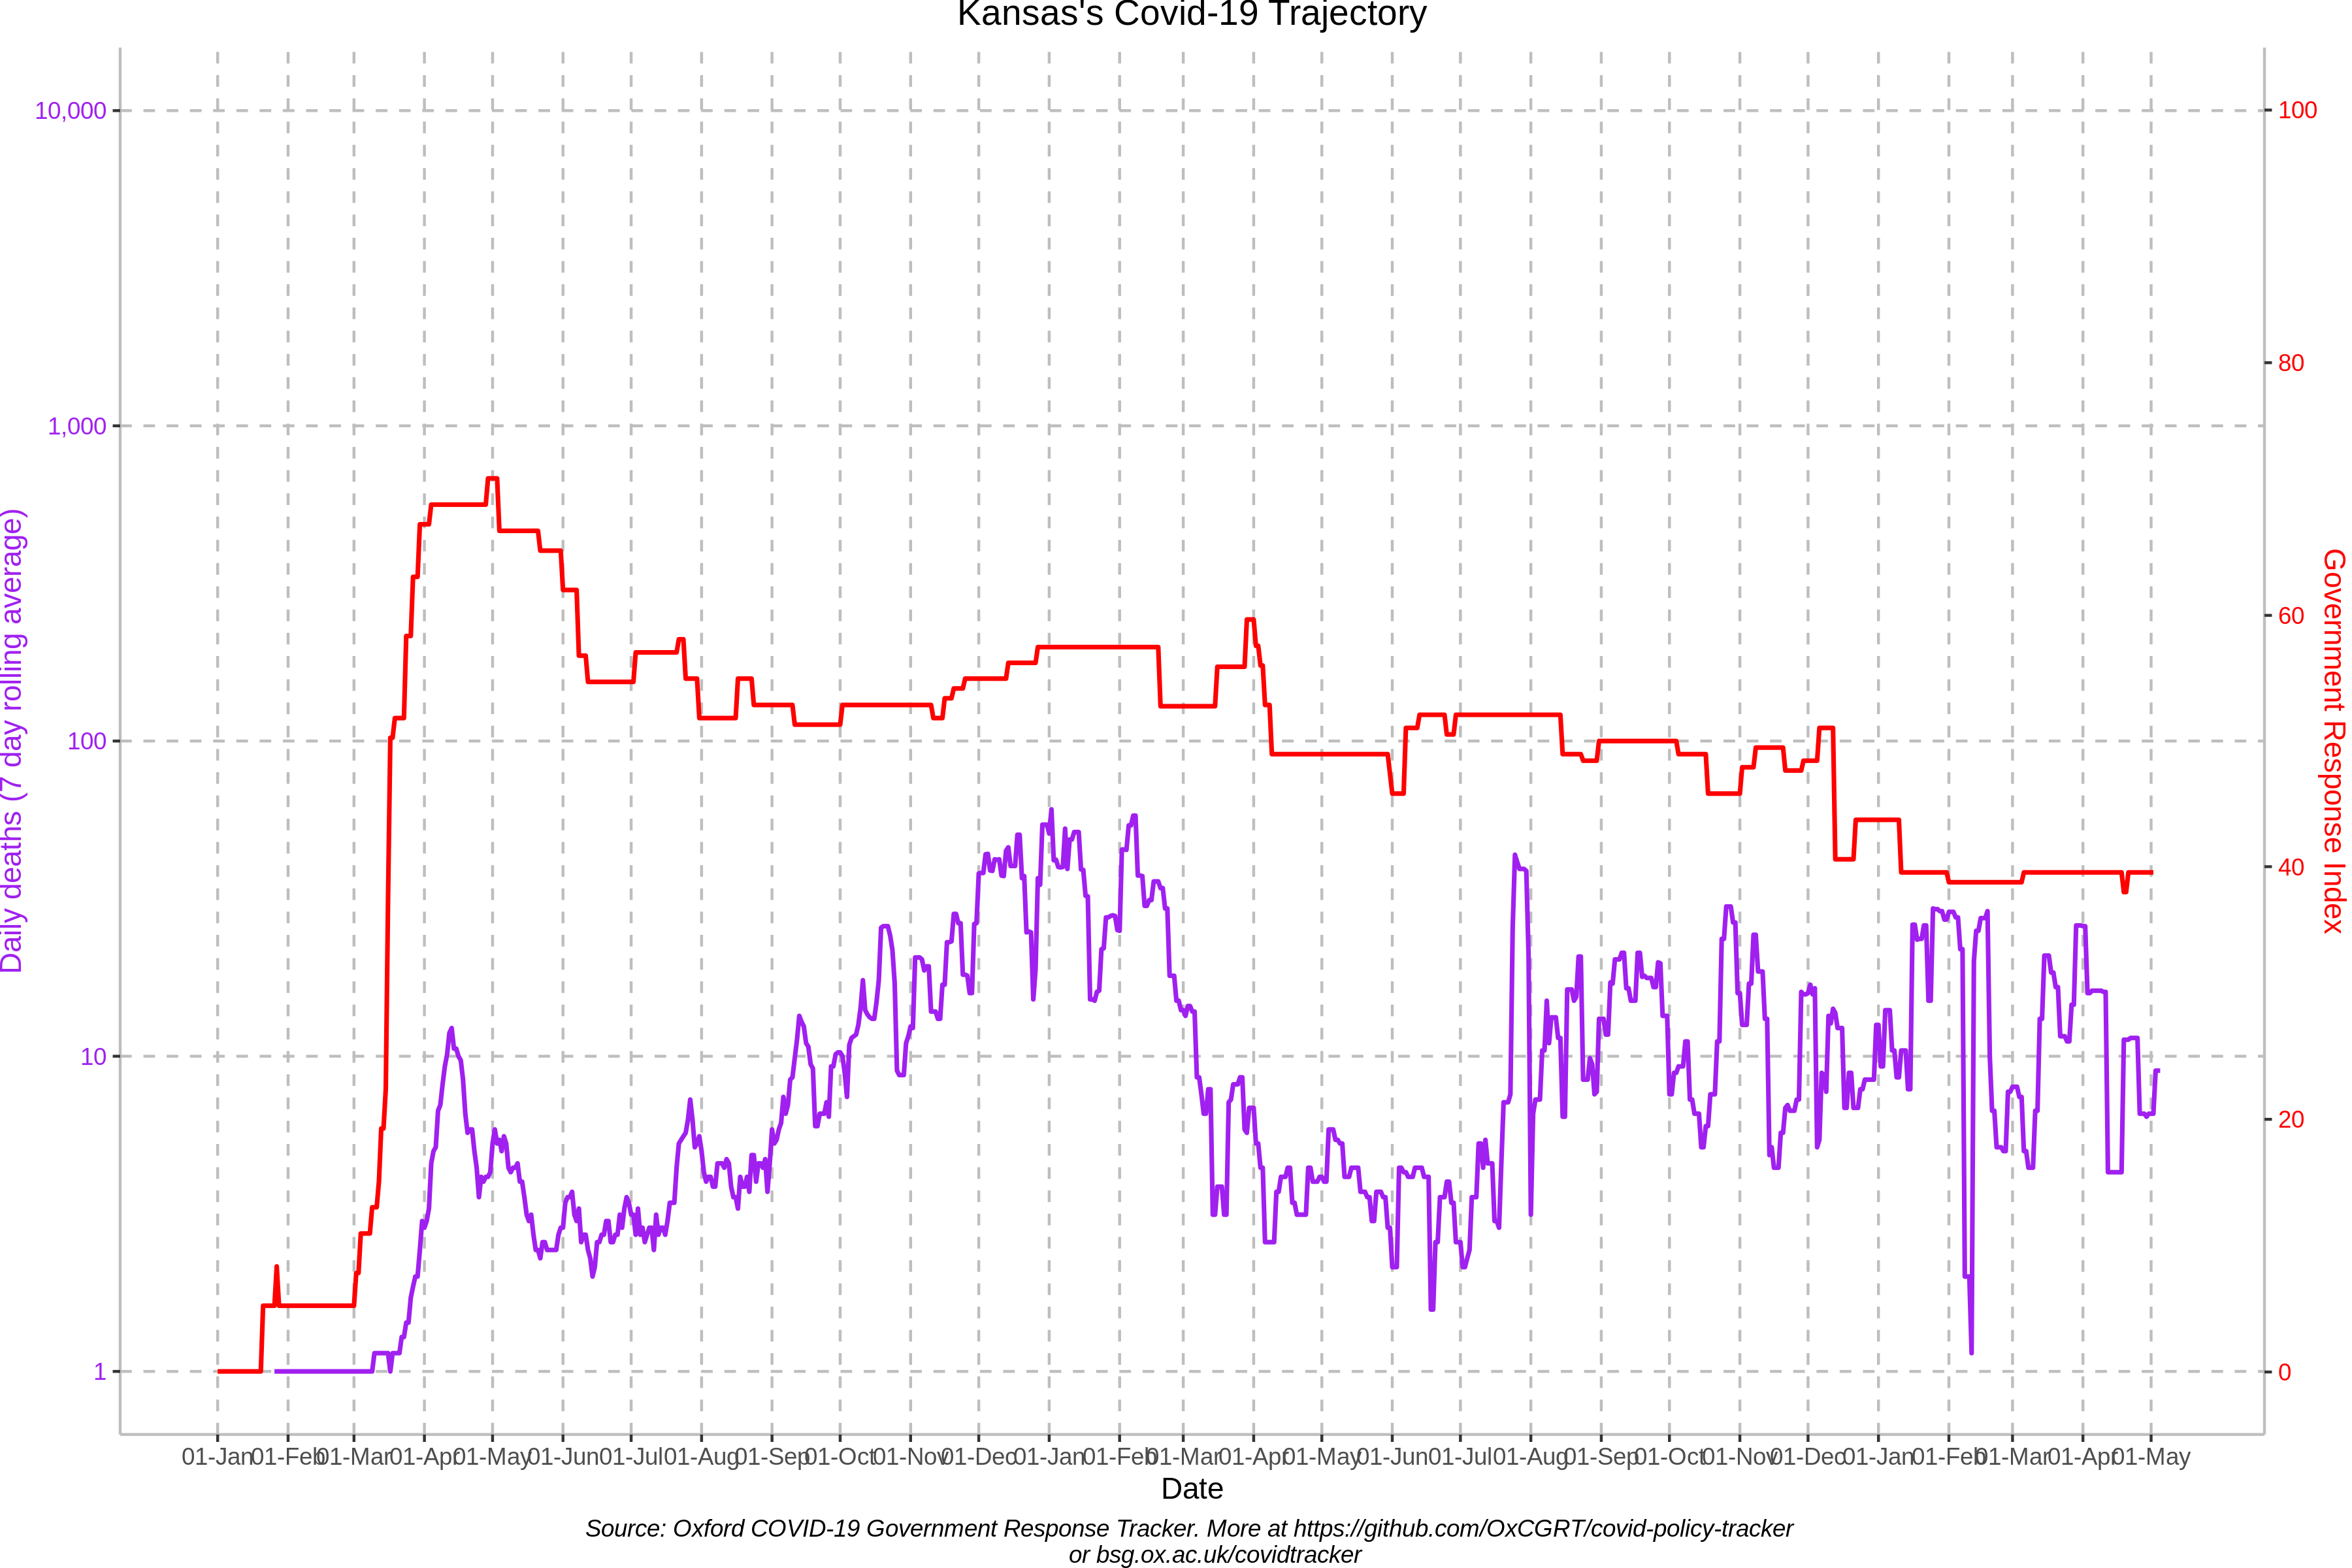 Kansas's Covid-19 Trajectory
10,000
1,000
100
10
1
Daily deaths (7 day rolling average)
100
80
60
40
20
0
Government Response Index
01-Jan 01-Feb 01-Mar 01-Apr 01-May 01-Jun 01-Jul 01-Aug 01-Sep 01-Oct 01-Nov 01-Dec 01-Jan 01-Feb 01-Mar 01-Apr 01-May 01-Jun 01-Jul 01-Aug 01-Sep 01-Oct 01-Nov 01-Dec 01-Jan 01-Feb 01-Mar 01-Apr 01-May
Date
Source: Oxford COVID-19 Government Response Tracker. More at https://github.com/OxCGRT/covid-policy-tracker
or bsg.ox.ac.uk/covidtracker